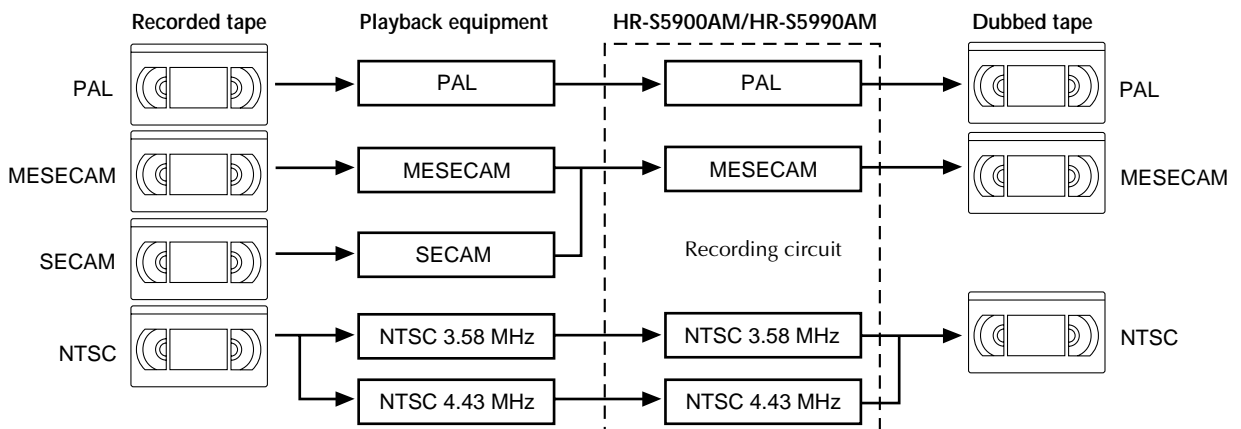 Recorded tape Playback equipment HR-S5900AM/HR-S5990AM Dubbed tape
PAL PAL PAL PAL
MESECAM MESECAM MESECAM MESECAM
SECAM SECAM Recording circuit
NTSC NTSC 3.58 MHz NTSC 3.58 MHz NTSC
NTSC 4.43 MHz NTSC 4.43 MHz